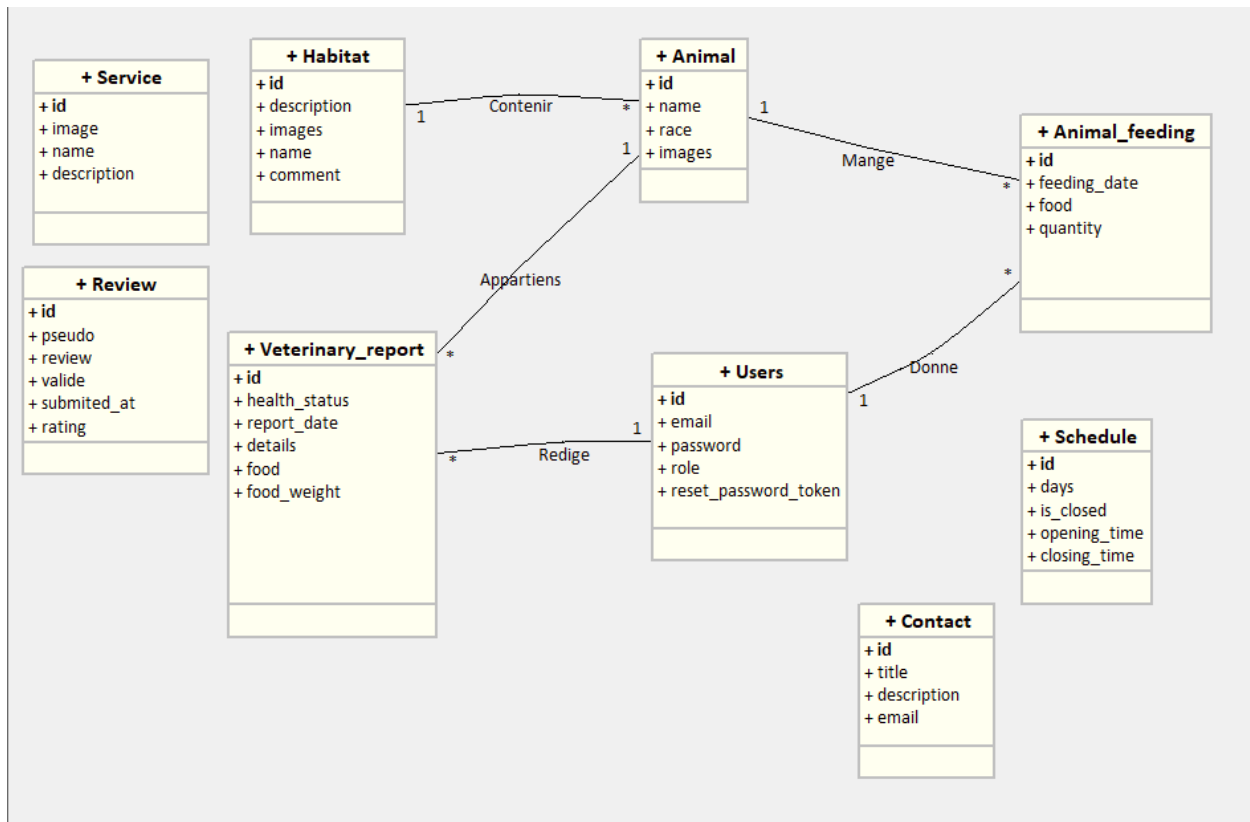 + Service
+ id
+ image
+ name
+ description
+ Habitat
+ id
+ description
+ images
+ name
+ comment
1
Contenir
*
+ Animal
+ id
+ name
+ race
+ images
1
Mange
*
+ Animal_feeding
+ id
+ feeding_date
+ food
+ quantity
1
Appartiens
*
+ Review
+ id
+ pseudo
+ review
+ valide
+ submited_at
+ rating
+ Veterinary_report
+ id
+ health_status
+ report_date
+ details
+ food
+ food_weight
*
Redige
1
+ Users
+ id
+ email
+ password
+ role
+ reset_password_token
*
Donne
1
+ Schedule
+ id
+ days
+ is_closed
+ opening_time
+ closing_time
+ Contact
+ id
+ title
+ description
+ email